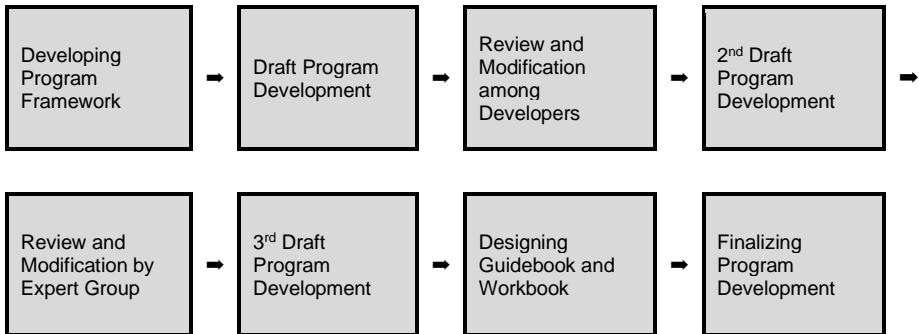 Developing
Program
Framework
➡
Draft Program
Development
➡
Review and
Modification
among
Developers
➡
2nd Draft
Program
Development
➡
Review and
Modification by
Expert Group
➡
3rd Draft
Program
Development
➡
Designing
Guidebook and
Workbook
➡
Finalizing
Program
Development